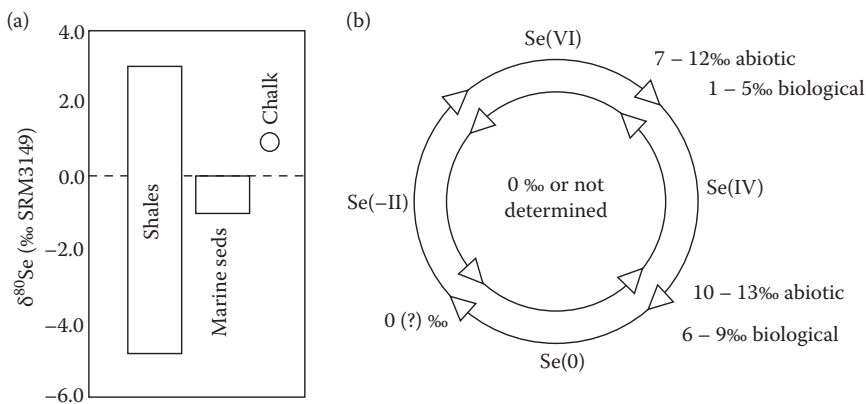 (a)
4.0
2.0
0.0
−2.0
−4.0
−6.0
δ⁸⁰Se (‰ SRM3149)
Shales
Marine seds
Chalk
(b)
Se(VI)
7 – 12‰ abiotic
1 – 5‰ biological
Se(–II)
0 ‰ or not
determined
Se(IV)
10 – 13‰ abiotic
6 – 9‰ biological
0 (?) ‰
Se(0)